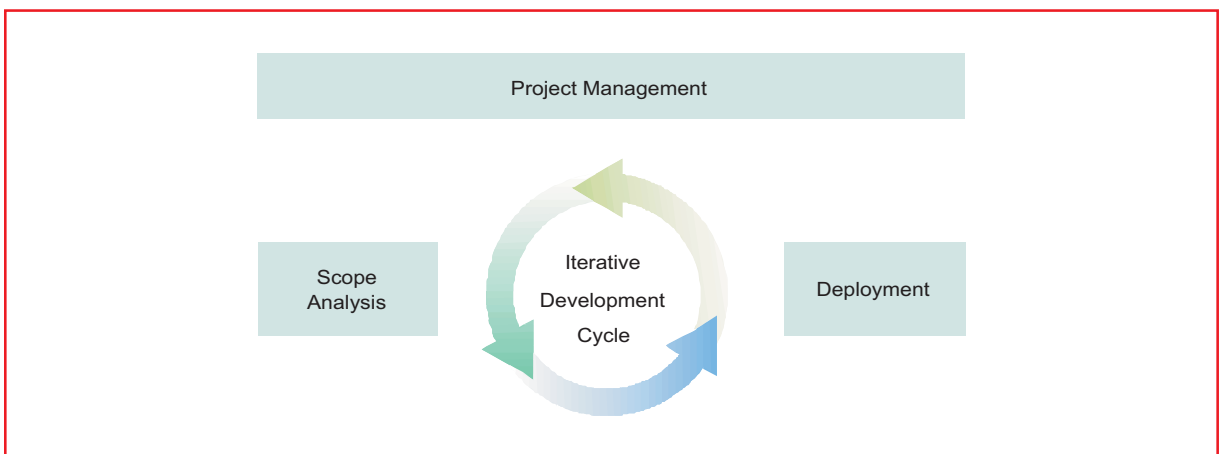 Project Management
Scope
Analysis
Iterative
Development
Cycle
Deployment